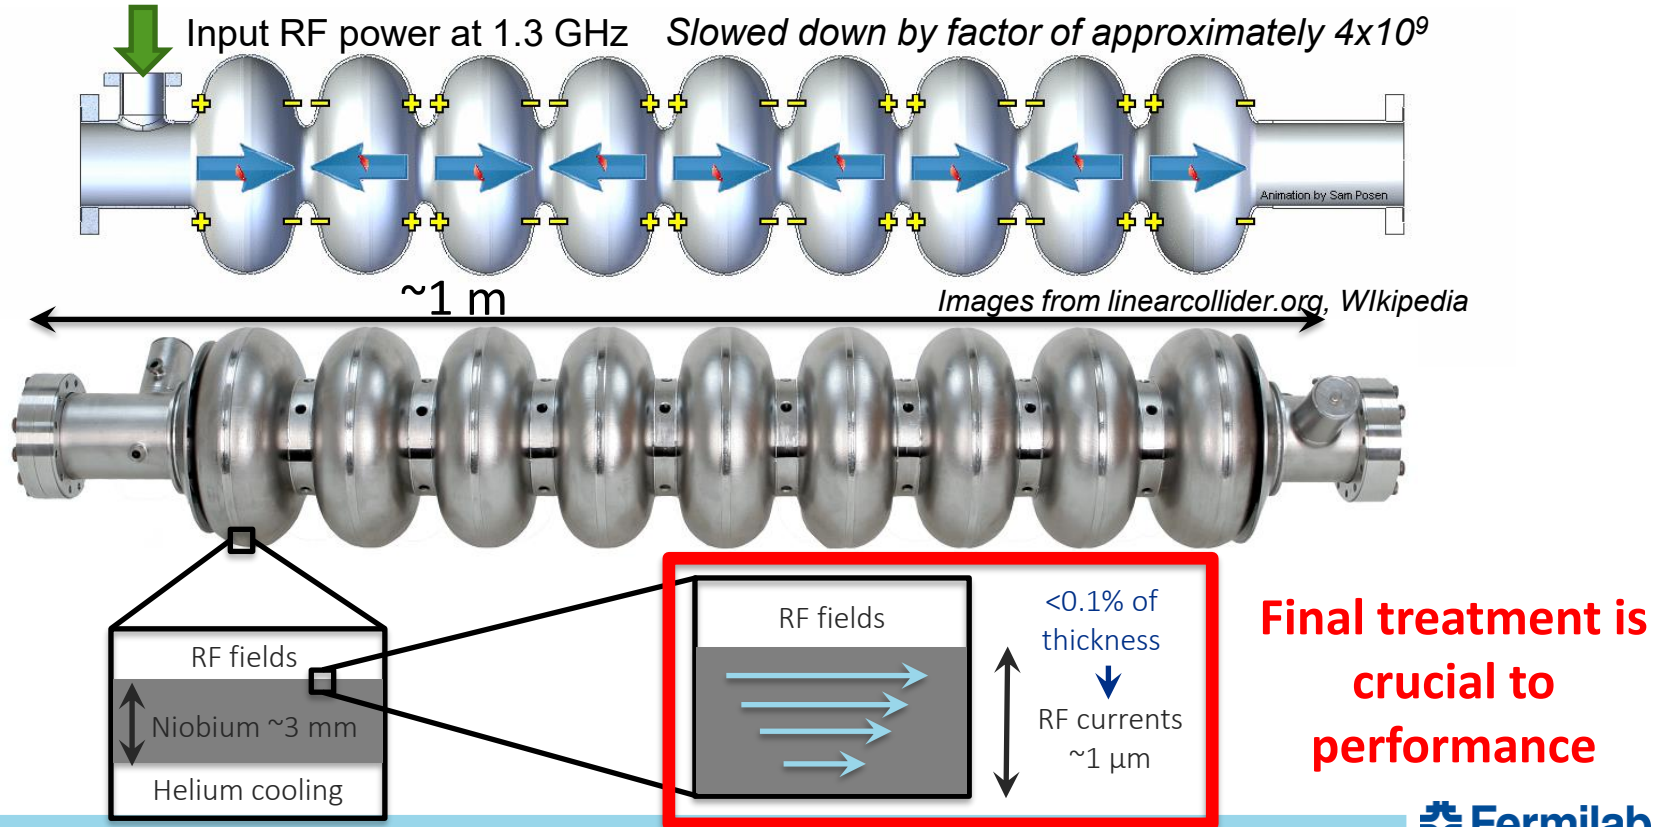 Input RF power at 1.3 GHz
Slowed down by factor of approximately 4x10⁹
Animation by Sam Posen
~1 m
Images from linearcollider.org, WIkipedia
RF fields
Niobium ~3 mm
Helium cooling
RF fields
<0.1% of
thickness
RF currents
~1 µm
Final treatment is
crucial to
performance
Fermilab